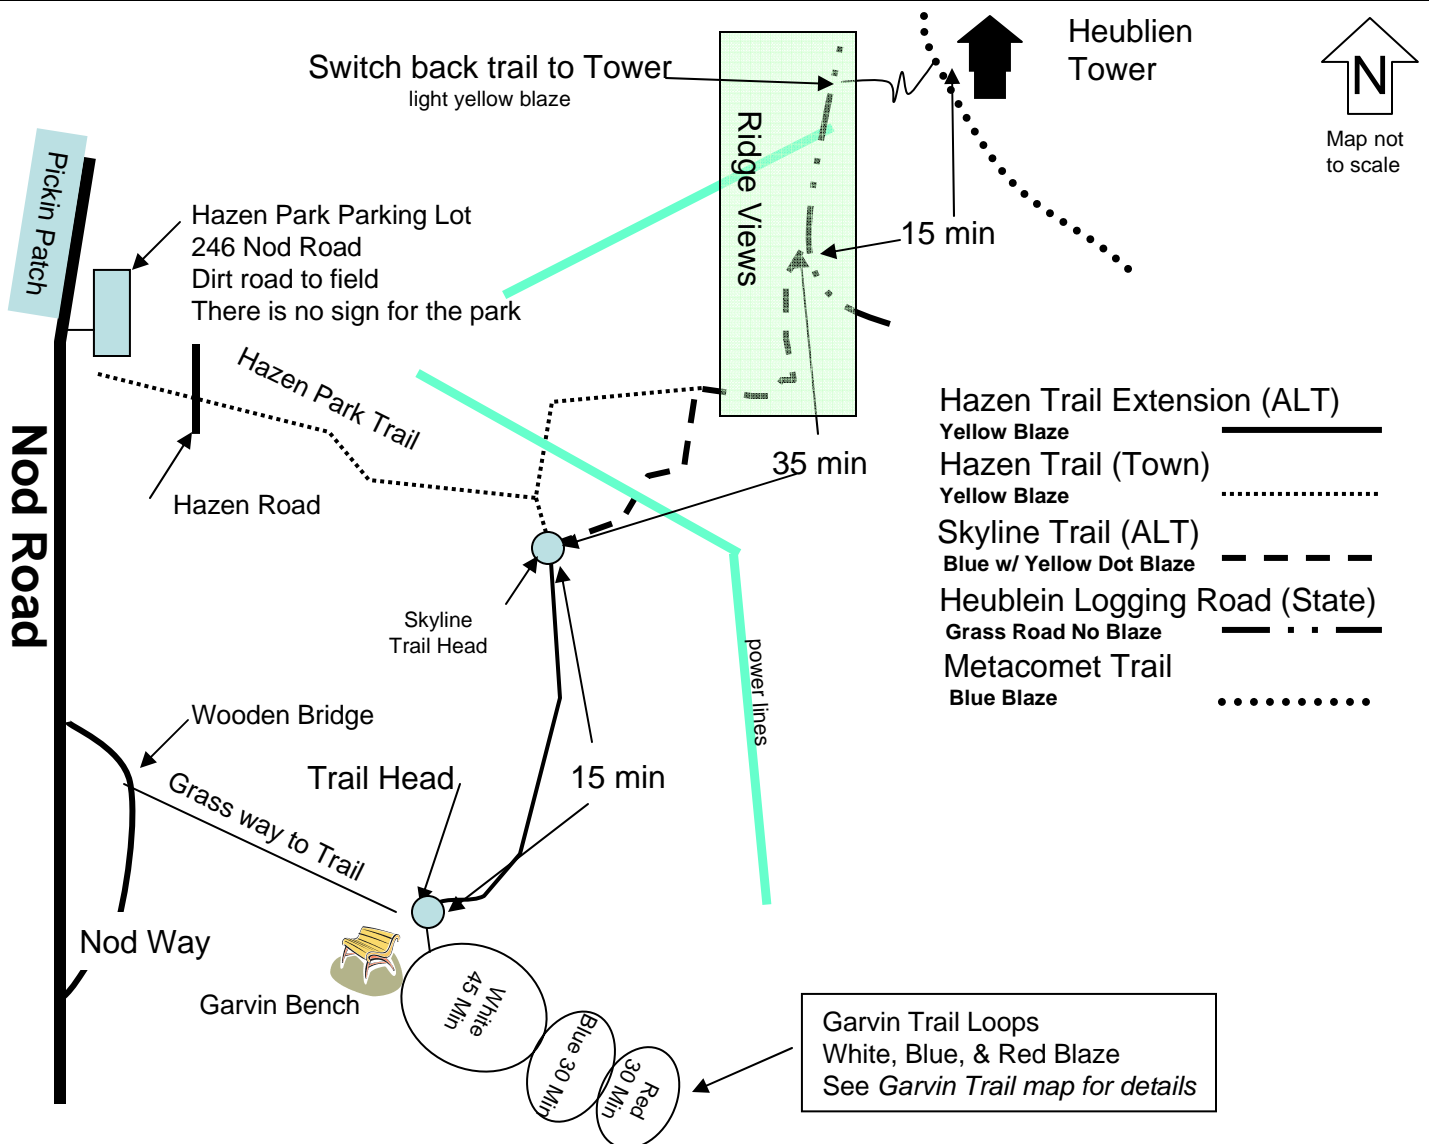 Switch back trail to Tower
light yellow blaze
Heublien
Tower
N
Map not
to scale
Pickin Patch
Hazen Park Parking Lot
246 Nod Road
Dirt road to field
There is no sign for the park
Ridge Views
15 min
Hazen Park Trail
Hazen Road
35 min
Nod Road
Skyline
Trail Head
power lines
Hazen Trail Extension (ALT)
Yellow Blaze
Hazen Trail (Town)
Yellow Blaze
Skyline Trail (ALT)
Blue w/ Yellow Dot Blaze
Heublein Logging Road (State)
Grass Road No Blaze
Metacomet Trail
Blue Blaze
Wooden Bridge
Grass way to Trail
Trail Head
15 min
Nod Way
Garvin Bench
White
45 Min
Blue 30 Min
Red
30 Min
Garvin Trail Loops
White, Blue, & Red Blaze
See Garvin Trail map for details